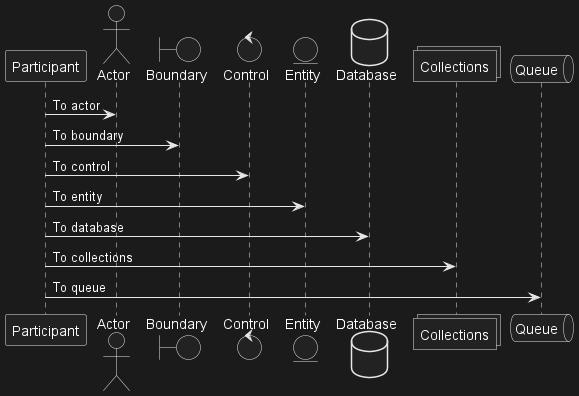 Participant Actor Boundary Control Entity Database Collections Queue
To actor
To boundary
To control
To entity
To database
To collections
To queue
Participant Actor Boundary Control Entity Database Collections Queue